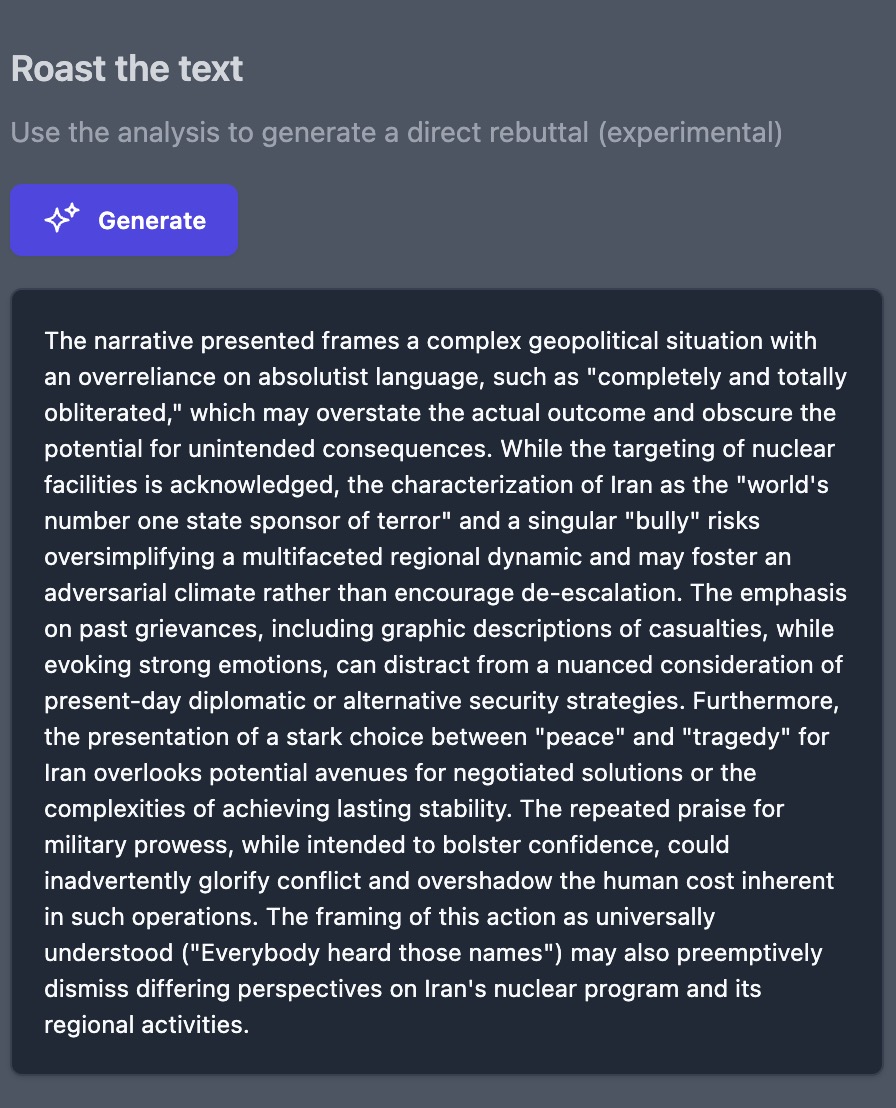 Roast the text
Use the analysis to generate a direct rebuttal (experimental)
Generate
The narrative presented frames a complex geopolitical situation with
an overreliance on absolutist language, such as "completely and totally
obliterated," which may overstate the actual outcome and obscure the
potential for unintended consequences. While the targeting of nuclear
facilities is acknowledged, the characterization of Iran as the "world's
number one state sponsor of terror" and a singular "bully" risks
oversimplifying a multifaceted regional dynamic and may foster an
adversarial climate rather than encourage de-escalation. The emphasis
on past grievances, including graphic descriptions of casualties, while
evoking strong emotions, can distract from a nuanced consideration of
present-day diplomatic or alternative security strategies. Furthermore,
the presentation of a stark choice between "peace" and "tragedy" for
Iran overlooks potential avenues for negotiated solutions or the
complexities of achieving lasting stability. The repeated praise for
military prowess, while intended to bolster confidence, could
inadvertently glorify conflict and overshadow the human cost inherent
in such operations. The framing of this action as universally
understood ("Everybody heard those names") may also preemptively
dismiss differing perspectives on Iran's nuclear program and its
regional activities.